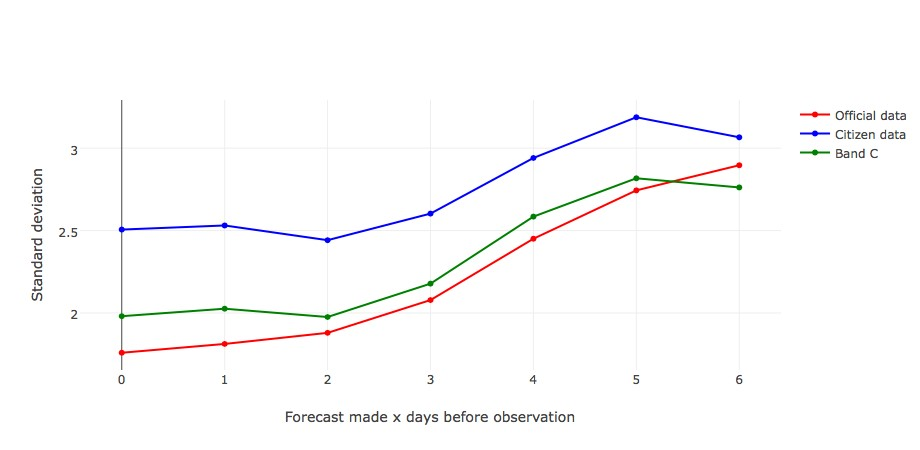 Official data
Citizen data
Band C
3
2.5
2
Standard deviation
0 1 2 3 4 5 6
Forecast made x days before observation